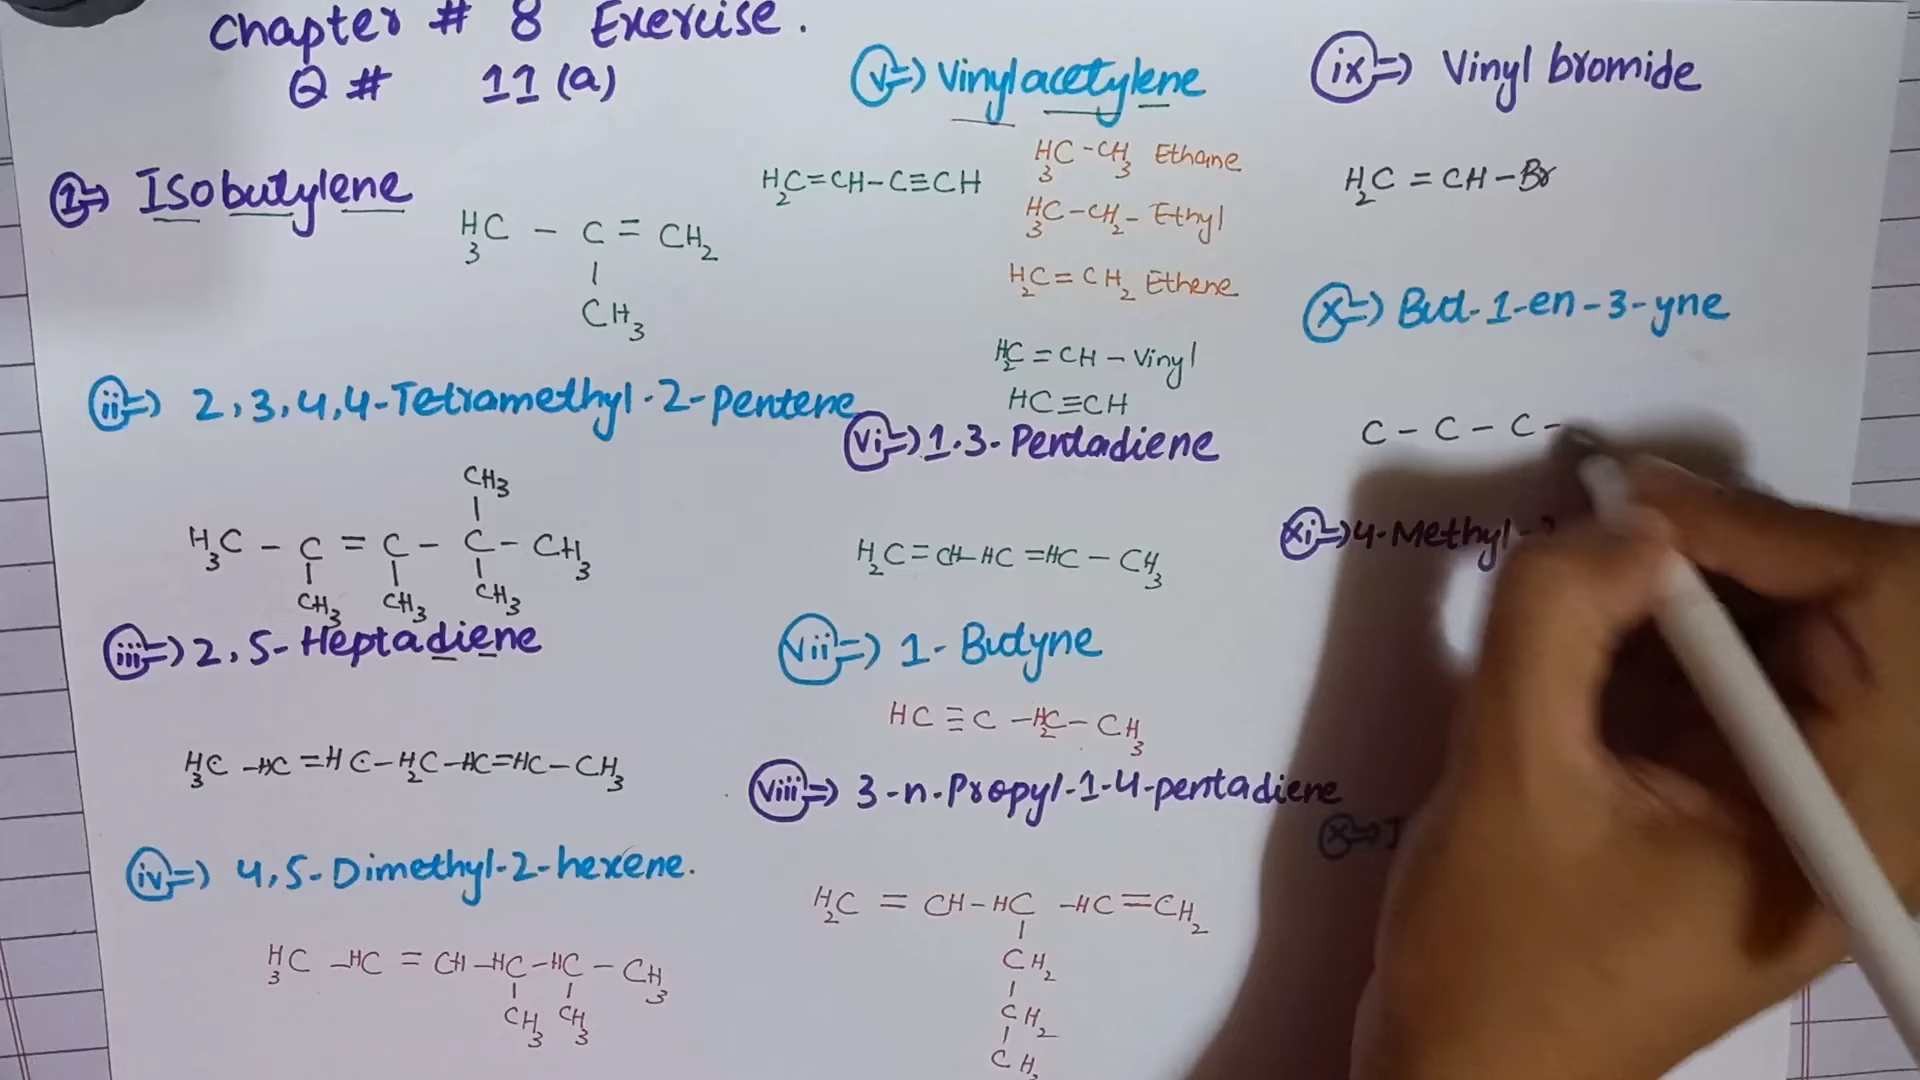 Chapter # 8 Exercise.
Q # 11 (a)
i => Isobutylene
H3C - C = CH2
|
CH3
ii => 2,3,4,4-Tetramethyl-2-Pentene
CH3
|
H3C - C = C - C - CH3
| | |
CH3 CH3 CH3
iii => 2,5-Heptadiene
H3C -HC =HC-H2C-HC=HC-CH3
iv => 4,5-Dimethyl-2-hexene.
H3C -HC = CH-HC-HC - CH3
| |
CH3 CH3
v => Vinylacetylene
H2C=CH-C≡CH
H3C-CH3 Ethane
H3C-CH2- Ethyl
H2C=CH2 Ethene
H2C=CH- Vinyl
HC≡CH
vi => 1.3-Pentadiene
H2C=CH-HC=HC-CH3
vii => 1-Butyne
HC≡C-H2C-CH3
viii => 3-n-Propyl-1-4-pentadiene
H2C = CH-HC -HC=CH2
|
CH2
|
CH2
|
CH
ix => Vinyl bromide
H2C = CH-Br
x => But-1-en-3-yne
C - C - C -
xi => 4-Methyl-
x =>